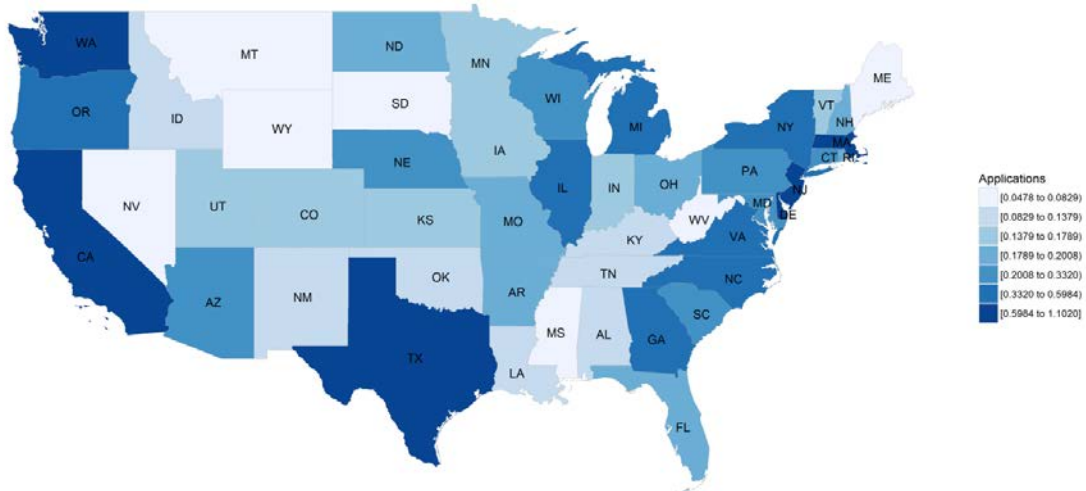 WA
MT
ND
MN
ME
OR
ID
SD
WI
VT
NH
WY
MI
NY
MA
CT RI
NE
IA
PA
NJ
NV
UT
CO
IL
IN
OH
MD
DE
KS
MO
WV
VA
CA
KY
OK
TN
NC
AZ
NM
AR
SC
MS
AL
GA
TX
LA
FL
Applications
[0.0478 to 0.0829)
[0.0829 to 0.1379)
[0.1379 to 0.1789)
[0.1789 to 0.2008)
[0.2008 to 0.3320)
[0.3320 to 0.5984)
[0.5984 to 1.1020]